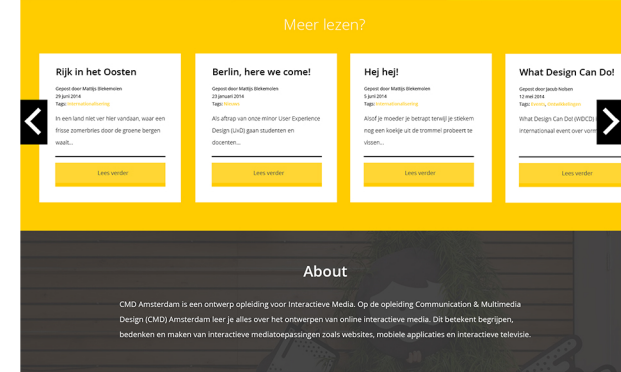 Meer lezen?
Rijk in het Oosten
Gepost door Mattijs Blekemolen
29 juni 2014
Tags: Internationalisering
In een land niet ver hier vandaan, waar een
frisse zomerbries door de groene bergen
waait...
Lees verder
Berlin, here we come!
Gepost door Mattijs Blekemolen
23 januari 2014
Tags: Nieuws
Als aftrap van onze minor User Experience
Design (UxD) gaan studenten en
docenten...
Lees verder
Hej hej!
Gepost door Mattijs Blekemolen
5 juni 2014
Tags: Internationalisering
Alsof je moeder je betrapt terwijl je stiekem
nog een koekje uit de trommel probeert te
vissen...
Lees verder
What Design Can Do!
Gepost door Jacub Nolsen
12 mei 2014
Tags: Event, Ontwikkelingen
What Design Can Do! (WDCD) i
internationaal event over vorm
Lees verder
About
CMD Amsterdam is een ontwerp opleiding voor Interactieve Media. Op de opleiding Communication & Multimedia
Design (CMD) Amsterdam leer je alles over het ontwerpen van online interactieve media. Dit betekent begrijpen,
bedenken en maken van interactieve mediatoepassingen zoals websites, mobiele applicaties en interactieve televisie.